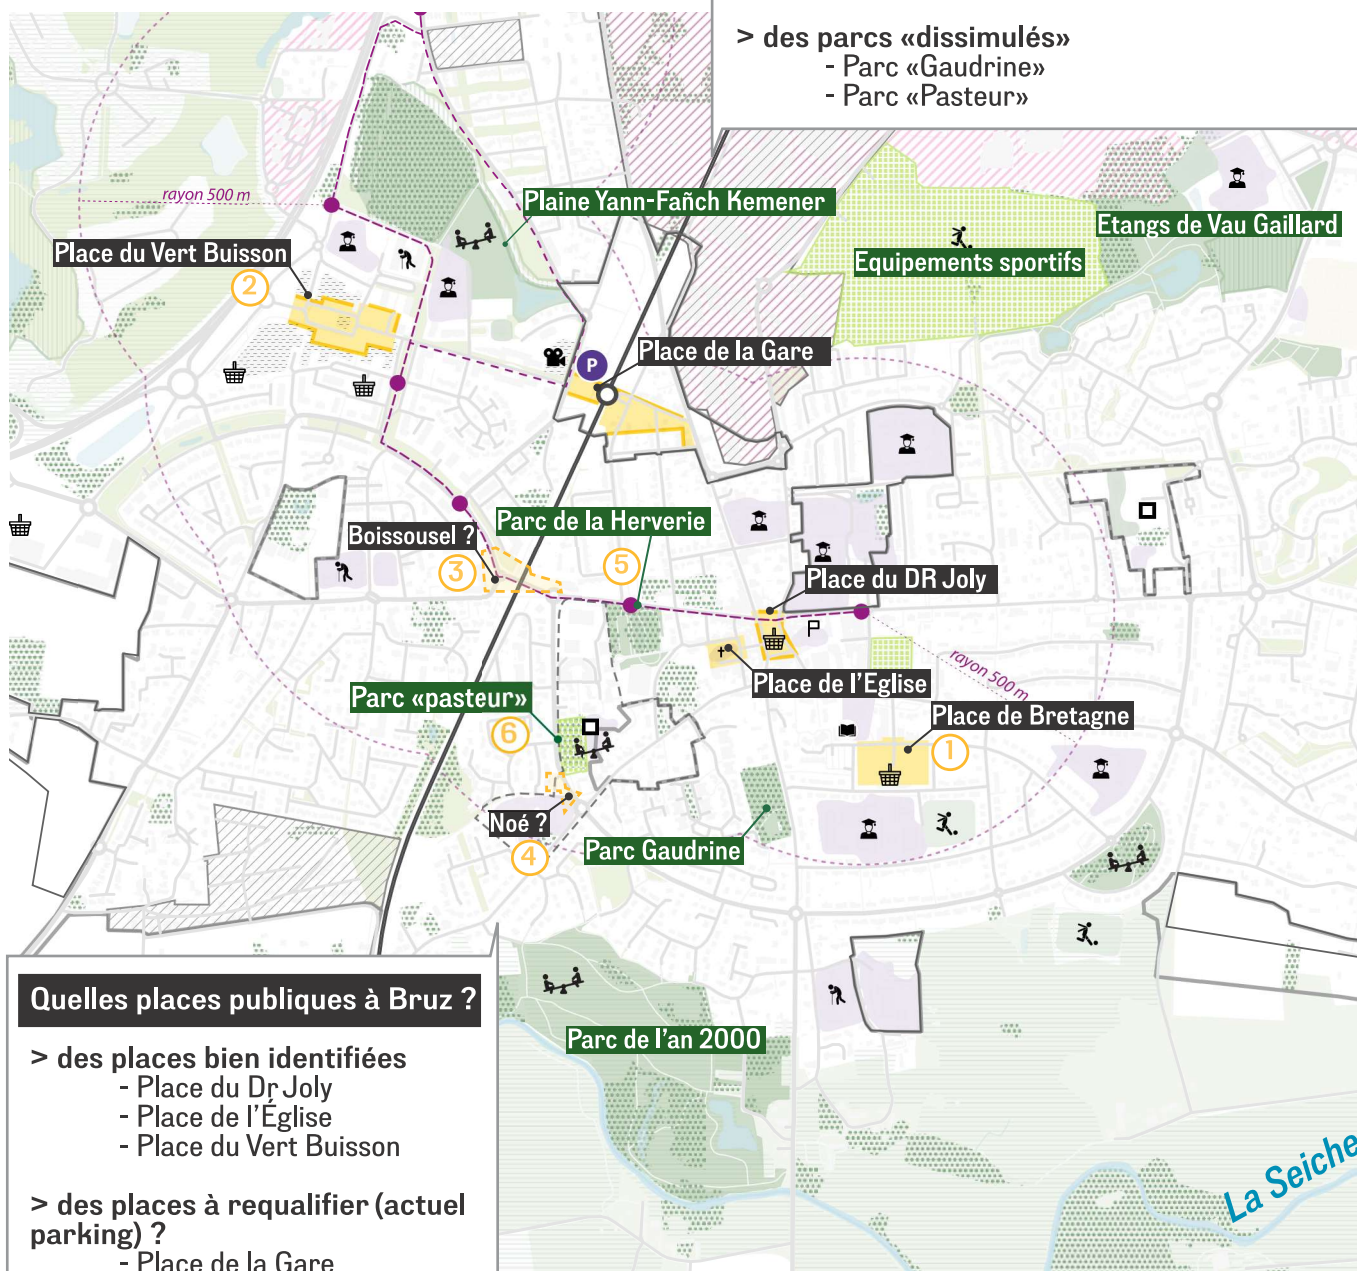 > des parcs «dissimulés»
- Parc «Gaudrine»
- Parc «Pasteur»
rayon 500 m
Plaine Yann-Fañch Kemener
Etangs de Vau Gaillard
Place du Vert Buisson
2
Equipements sportifs
Place de la Gare
P
Parc de la Herverie
Boissousel ?
3
5
Place du DR Joly
rayon 500 m
Place de l'Eglise
Parc «pasteur»
6
Place de Bretagne
1
Noé ?
4
Parc Gaudrine
Parc de l'an 2000
La Seiche
Quelles places publiques à Bruz ?
> des places bien identifiées
- Place du Dr Joly
- Place de l'Église
- Place du Vert Buisson
> des places à requalifier (actuel
parking) ?
- Place de la Gare